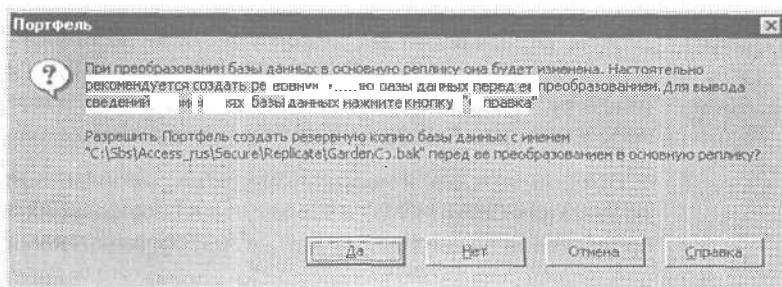 Портфель
При преобразовании базы данных в основную реплику она будет изменена. Настоятельно
рекомендуется создать базы данных перед преобразованием. Для вывода
сведений базы данных нажмите кнопку
Разрешить Портфель создать резервную копию базы данных с именем
"C:\Sbs\Access_rus\Secure\Replicate\GardenCo.bak" перед ее преобразованием в основную реплику?
Да Нет Отмена Справка